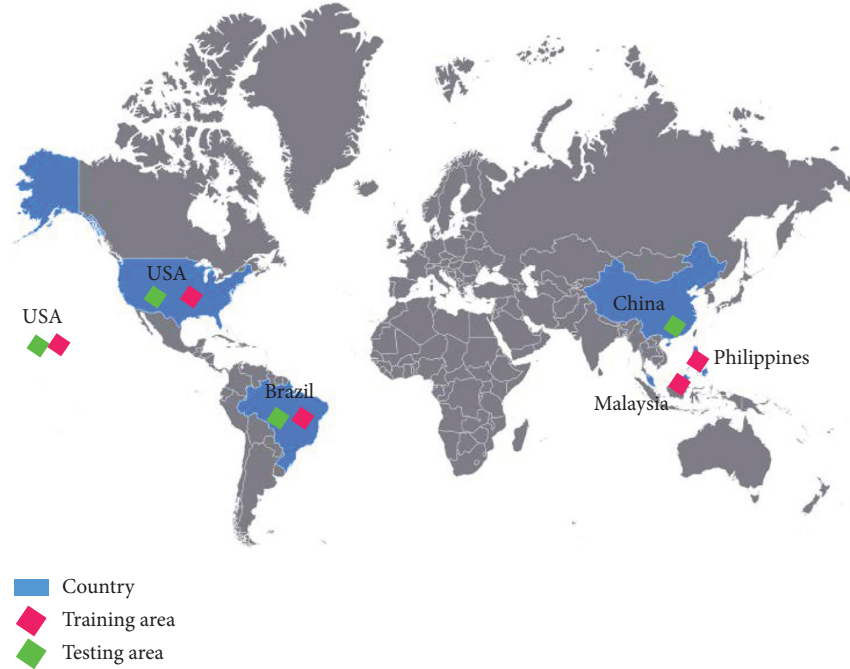 USA
China
USA
Philippines
Brazil
Malaysia
Country
Training area
Testing area